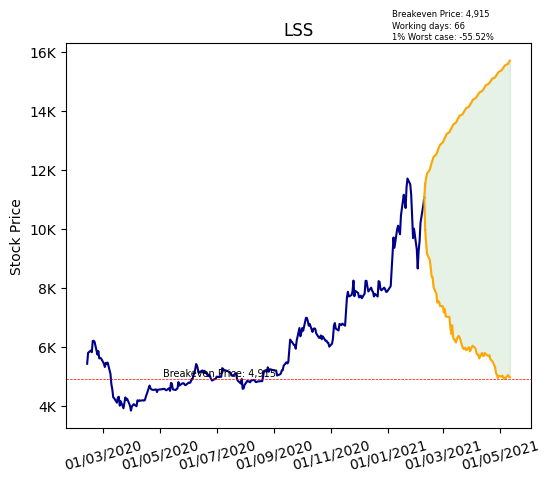 Breakeven Price: 4,915
Working days: 66
1% Worst case: -55.52%
LSS
16K
14K
12K
10K
8K
6K
4K
Stock Price
Breakeven Price: 4,915
01/03/2020
01/05/2020
01/07/2020
01/09/2020
01/11/2020
01/01/2021
01/03/2021
01/05/2021